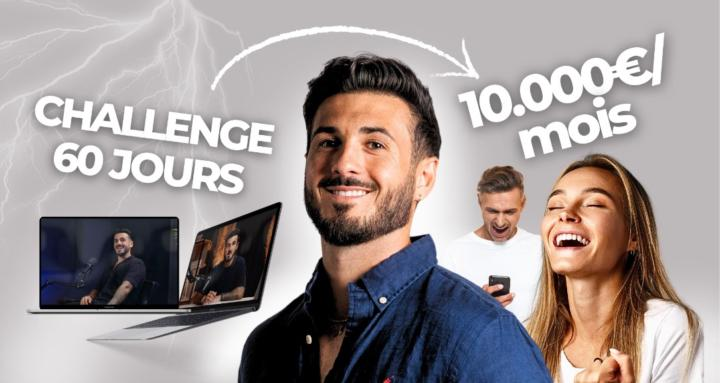 CHALLENGE
60 JOURS
10.000€/
mois